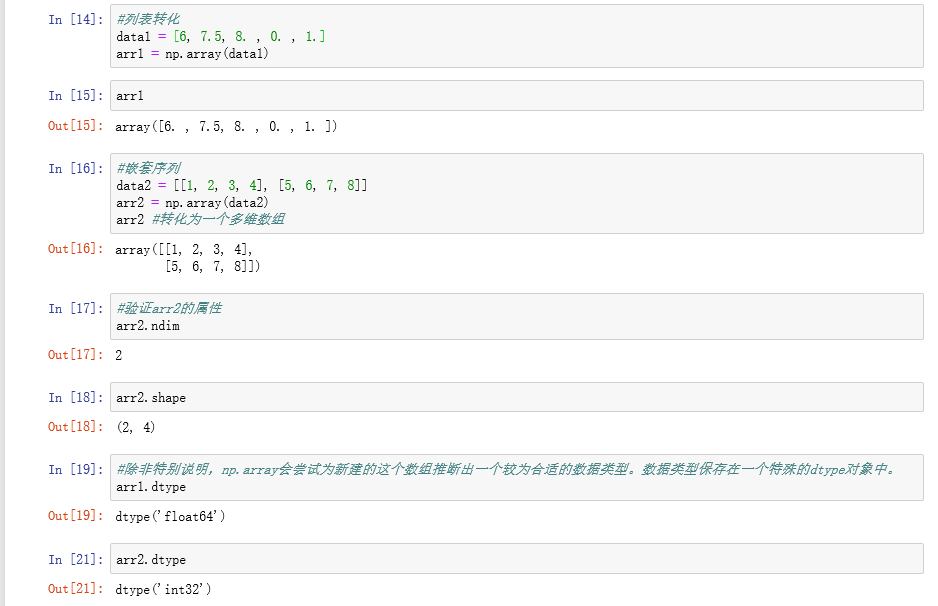 In [14]: #列表转化
data1 = [6, 7.5, 8. , 0. , 1.]
arr1 = np.array(data1)
In [15]: arr1
Out[15]: array([6. , 7.5, 8. , 0. , 1. ])
In [16]: #嵌套序列
data2 = [[1, 2, 3, 4], [5, 6, 7, 8]]
arr2 = np.array(data2)
arr2 #转化为一个多维数组
Out[16]: array([[1, 2, 3, 4],
[5, 6, 7, 8]])
In [17]: #验证arr2的属性
arr2.ndim
Out[17]: 2
In [18]: arr2.shape
Out[18]: (2, 4)
In [19]: #除非特别说明，np.array会尝试为新建的这个数组推断出一个较为合适的数据类型。数据类型保存在一个特殊的dtype对象中。
arr1.dtype
Out[19]: dtype('float64')
In [21]: arr2.dtype
Out[21]: dtype('int32')